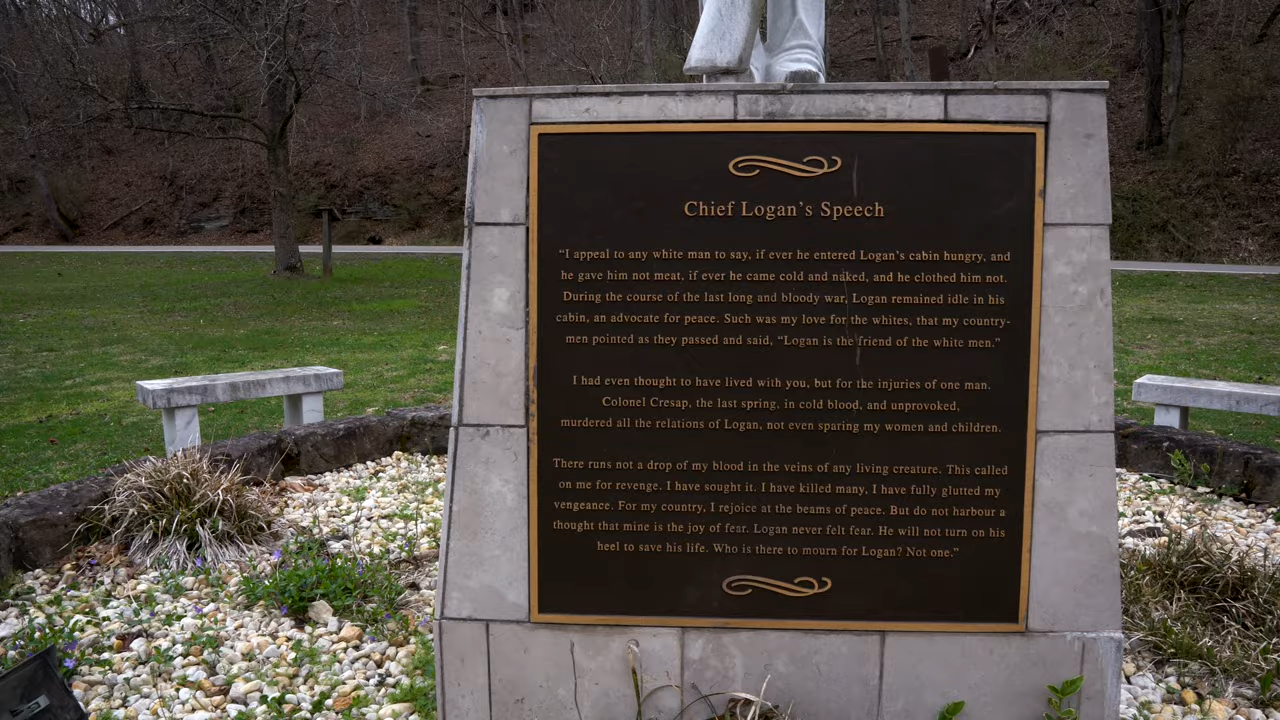 Chief Logan's Speech
“I appeal to any white man to say, if ever he entered Logan's cabin hungry, and
he gave him not meat, if ever he came cold and naked, and he clothed him not.
During the course of the last long and bloody war, Logan remained idle in his
cabin, an advocate for peace. Such was my love for the whites, that my country-
men pointed as they passed and said, “Logan is the friend of the white men.”
I had even thought to have lived with you, but for the injuries of one man.
Colonel Cresap, the last spring, in cold blood, and unprovoked,
murdered all the relations of Logan, not even sparing my women and children.
There runs not a drop of my blood in the veins of any living creature. This called
on me for revenge. I have sought it. I have killed many, I have fully glutted my
vengeance. For my country, I rejoice at the beams of peace. But do not harbour a
thought that mine is the joy of fear. Logan never felt fear. He will not turn on his
heel to save his life. Who is there to mourn for Logan? Not one.”